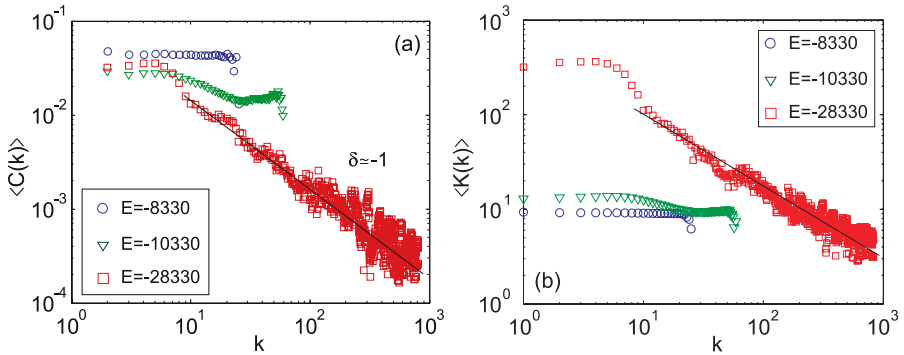 (a)
⟨C(k)⟩
10^-1
10^-2
10^-3
10^-4
δ≃-1
E=-8330
E=-10330
E=-28330
10^0 10^1 10^2 10^3
k
(b)
⟨K(k)⟩
10^3
10^2
10^1
10^0
E=-8330
E=-10330
E=-28330
10^0 10^1 10^2 10^3
k